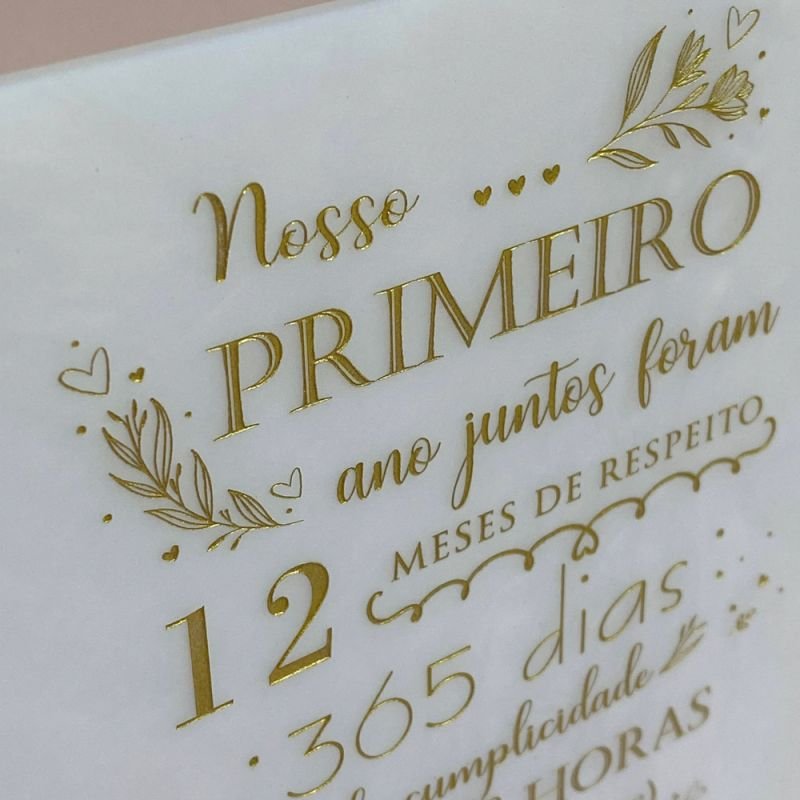 Nosso
PRIMEIRO
ano juntos foram
12 MESES DE RESPEITO
365 dias
cumplicidade
HORAS